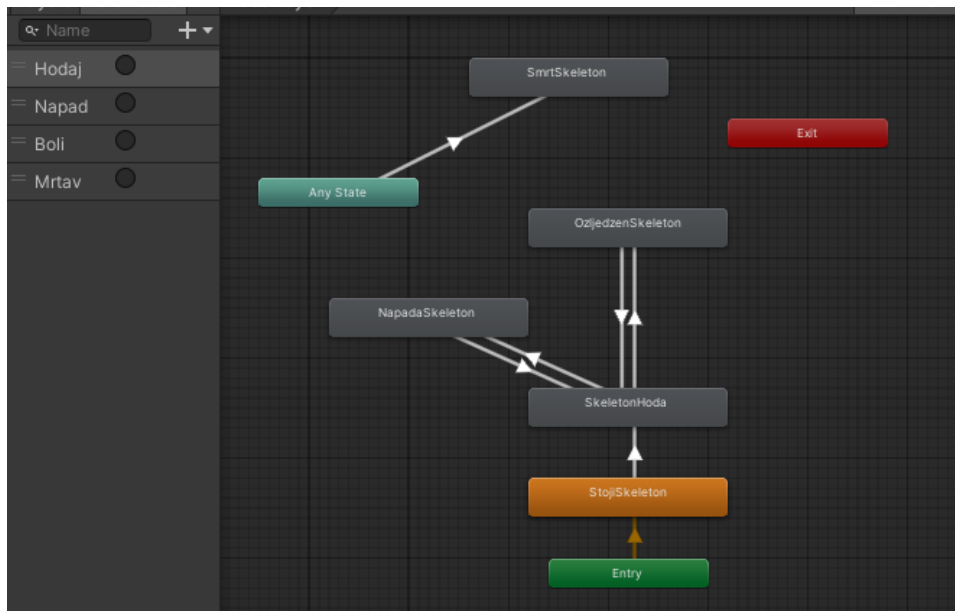 Name
Hodaj
Napad
Boli
Mrtav
SmrtSkeleton
Exit
Any State
OzljedzenSkeleton
NapadaSkeleton
SkeletonHoda
StojiSkeleton
Entry